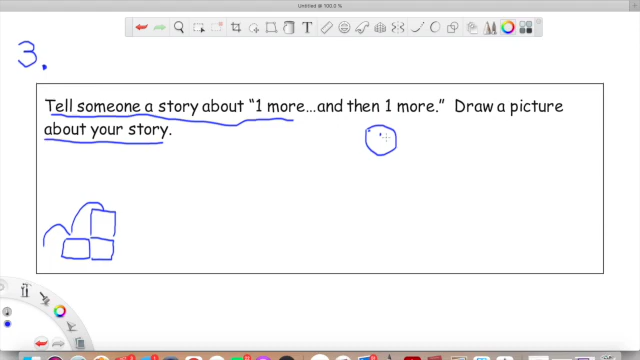 Untitled @ 100.0 %
3.
Tell someone a story about “1 more…and then 1 more.” Draw a picture
about your story.